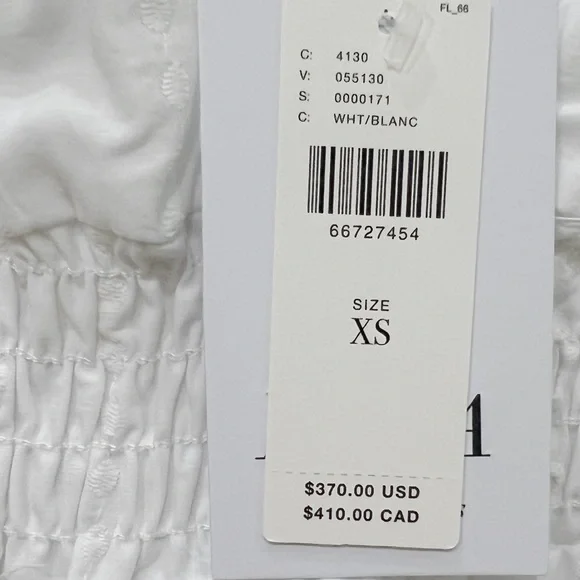 FL_66
C: 4130
V: 055130
S: 0000171
C: WHT/BLANC
66727454
SIZE
XS
A
$370.00 USD
$410.00 CAD